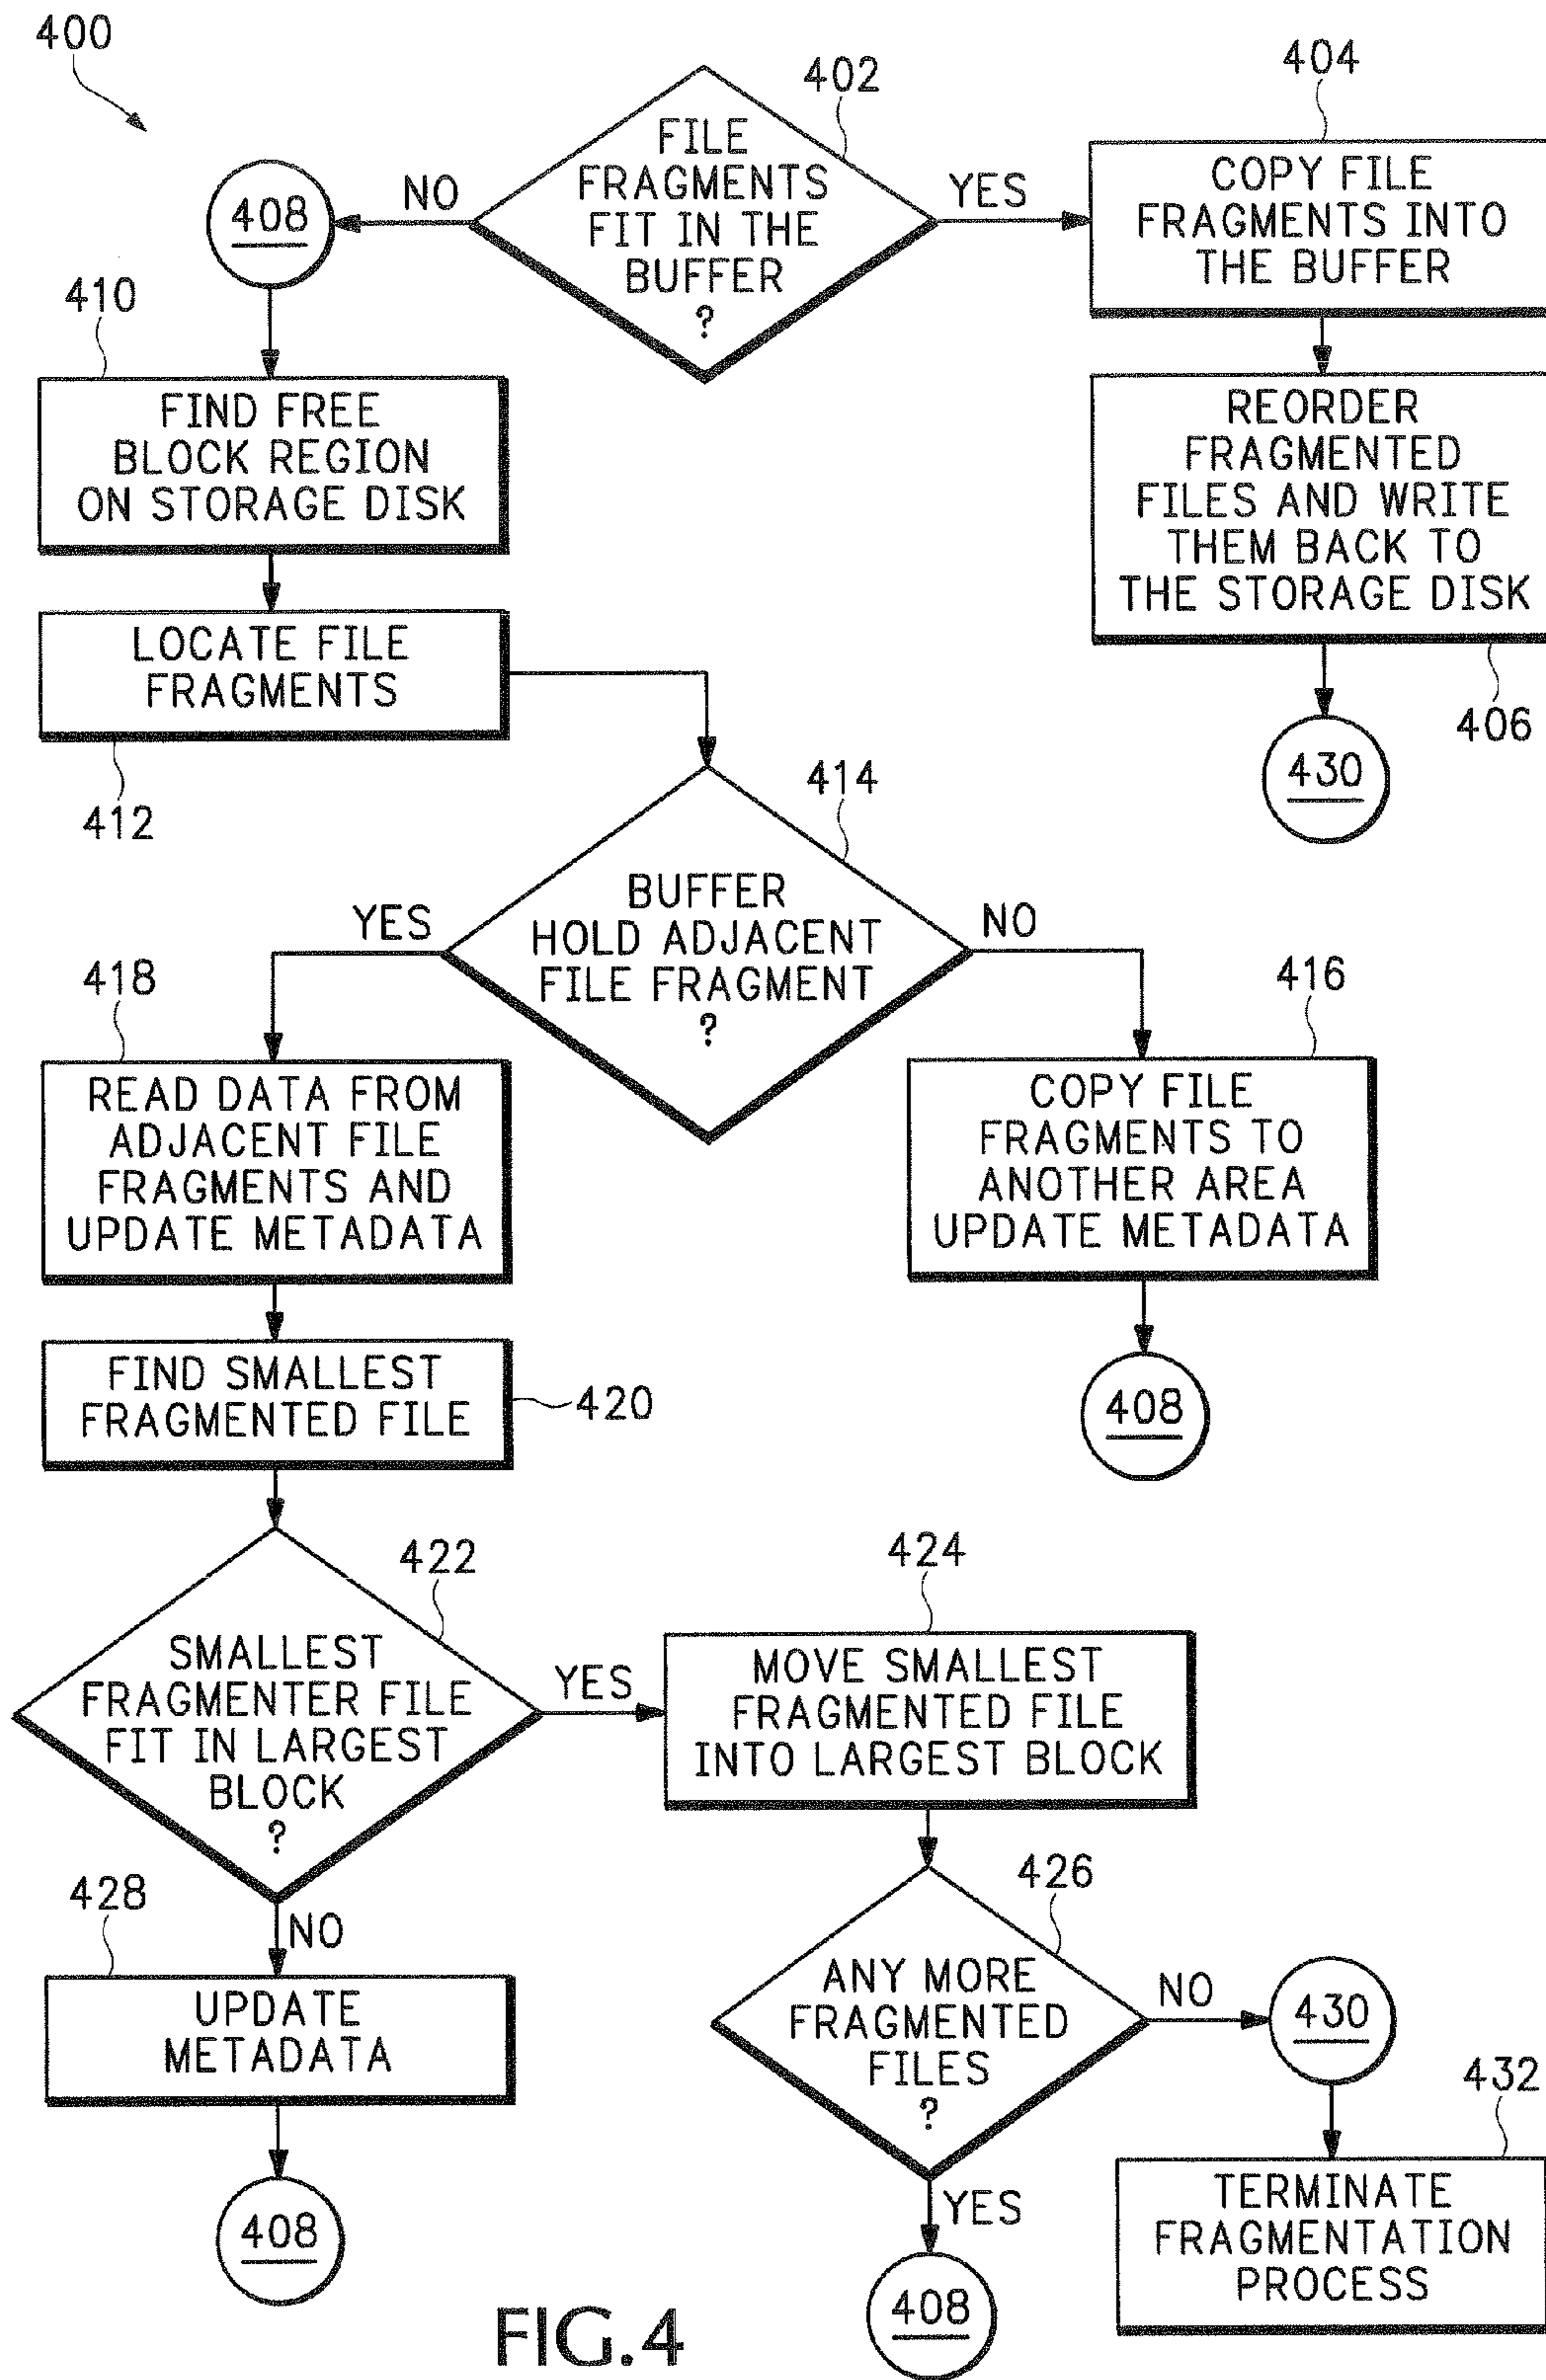 400
402
FILE
FRAGMENTS
FIT IN THE
BUFFER
?
NO
YES
408
404
COPY FILE
FRAGMENTS INTO
THE BUFFER
410
FIND FREE
BLOCK REGION
ON STORAGE DISK
REORDER
FRAGMENTED
FILES AND WRITE
THEM BACK TO
THE STORAGE DISK
406
430
LOCATE FILE
FRAGMENTS
412
414
BUFFER
HOLD ADJACENT
FILE FRAGMENT
?
YES
NO
418
READ DATA FROM
ADJACENT FILE
FRAGMENTS AND
UPDATE METADATA
416
COPY FILE
FRAGMENTS TO
ANOTHER AREA
UPDATE METADATA
408
FIND SMALLEST
FRAGMENTED FILE
420
422
SMALLEST
FRAGMENTER FILE
FIT IN LARGEST
BLOCK
?
YES
NO
424
MOVE SMALLEST
FRAGMENTED FILE
INTO LARGEST BLOCK
428
UPDATE
METADATA
408
426
ANY MORE
FRAGMENTED
FILES
?
NO
YES
430
408
432
TERMINATE
FRAGMENTATION
PROCESS
FIG.4